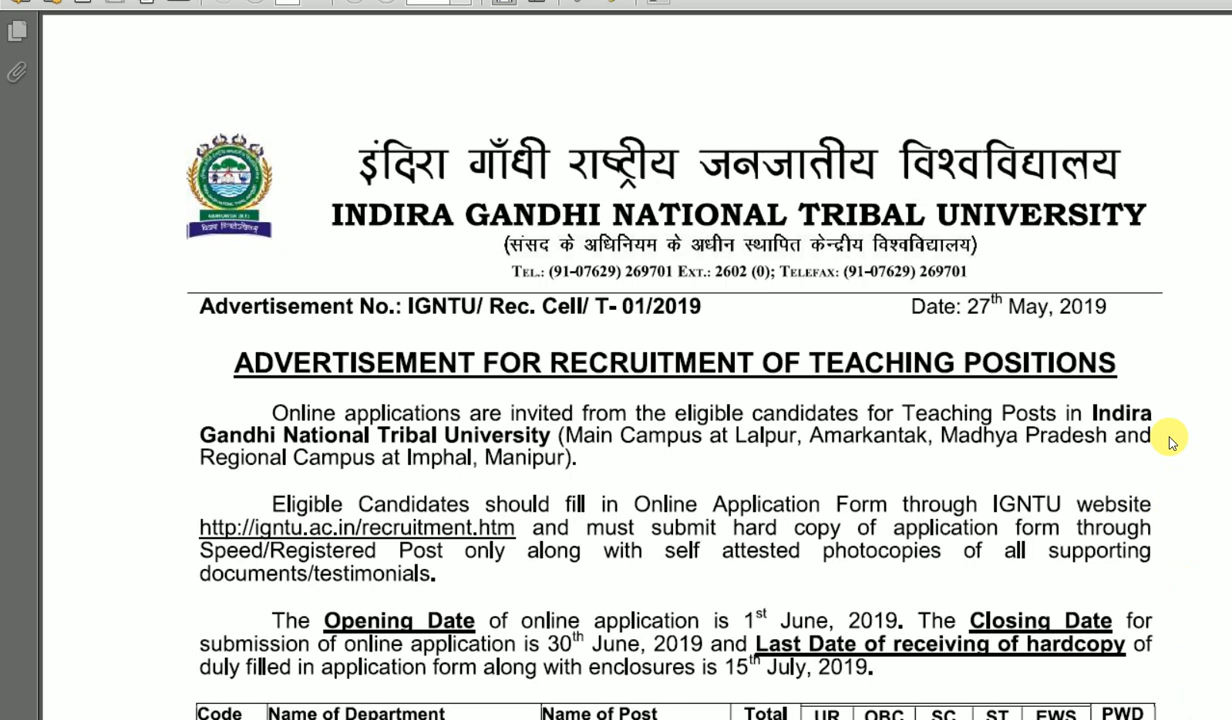 इंदिरा गाँधी राष्ट्रीय जनजातीय विश्वविद्यालय
INDIRA GANDHI NATIONAL TRIBAL UNIVERSITY
(संसद के अधिनियम के अधीन स्थापित केन्द्रीय विश्वविद्यालय)
TEL.: (91-07629) 269701 EXT.: 2602 (0); TELEFAX: (91-07629) 269701
Advertisement No.: IGNTU/ Rec. Cell/ T- 01/2019 Date: 27th May, 2019
ADVERTISEMENT FOR RECRUITMENT OF TEACHING POSITIONS
Online applications are invited from the eligible candidates for Teaching Posts in Indira
Gandhi National Tribal University (Main Campus at Lalpur, Amarkantak, Madhya Pradesh and
Regional Campus at Imphal, Manipur).
Eligible Candidates should fill in Online Application Form through IGNTU website
http://igntu.ac.in/recruitment.htm and must submit hard copy of application form through
Speed/Registered Post only along with self attested photocopies of all supporting
documents/testimonials.
The Opening Date of online application is 1st June, 2019. The Closing Date for
submission of online application is 30th June, 2019 and Last Date of receiving of hardcopy of
duly filled in application form along with enclosures is 15th July, 2019.
Code Name of Department Name of Post Total UR OBC SC ST EWS PWD